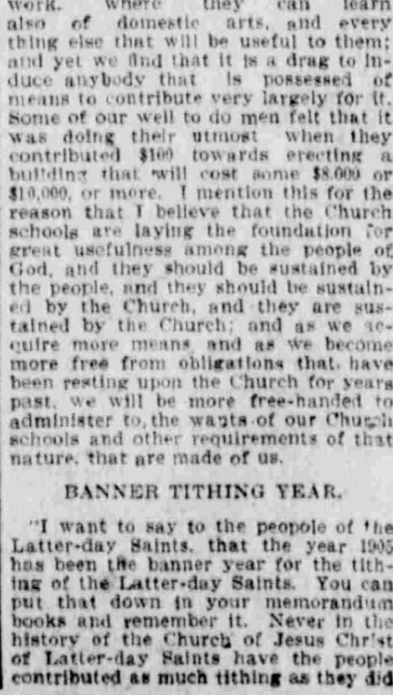 work. where they can learn
also of domestic arts, and every
thing else that will be useful to them;
and yet we find that it is a drag to in-
duce anybody that is possessed of
means to contribute very largely for it.
Some of our well to do men felt that it
was doing their utmost when they
contributed $100 towards erecting a
building that will cost some $8,000 or
$10,000, or more. I mention this for the
reason that I believe that the Church
schools are laying the foundation for
great usefulness among the people of
God, and they should be sustained by
the people, and they should be sustain-
ed by the Church, and they are sus-
tained by the Church; and as we ac-
quire more means and as we become
more free from obligations that have
been resting upon the Church for years
past, we will be more free-handed to
administer to the wants of our Church
schools and other requirements of that
nature, that are made of us.
BANNER TITHING YEAR.
"I want to say to the peopole of the
Latter-day Saints, that the year 1905
has been the banner year for the tith-
ing of the Latter-day Saints. You can
put that down in your memorandum
books and remember it. Never in the
history of the Church of Jesus Christ
of Latter-day Saints have the people
contributed as much tithing as they did